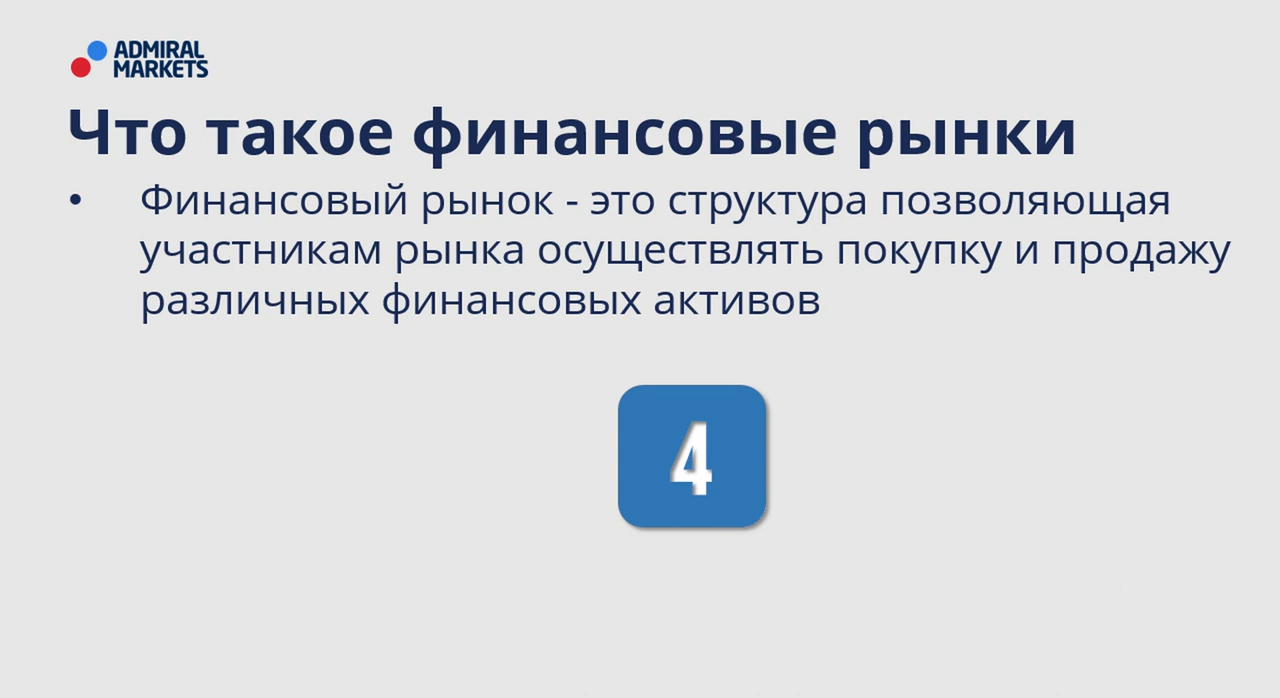 ADMIRAL
MARKETS
Что такое финансовые рынки
• Финансовый рынок - это структура позволяющая
участникам рынка осуществлять покупку и продажу
различных финансовых активов
4